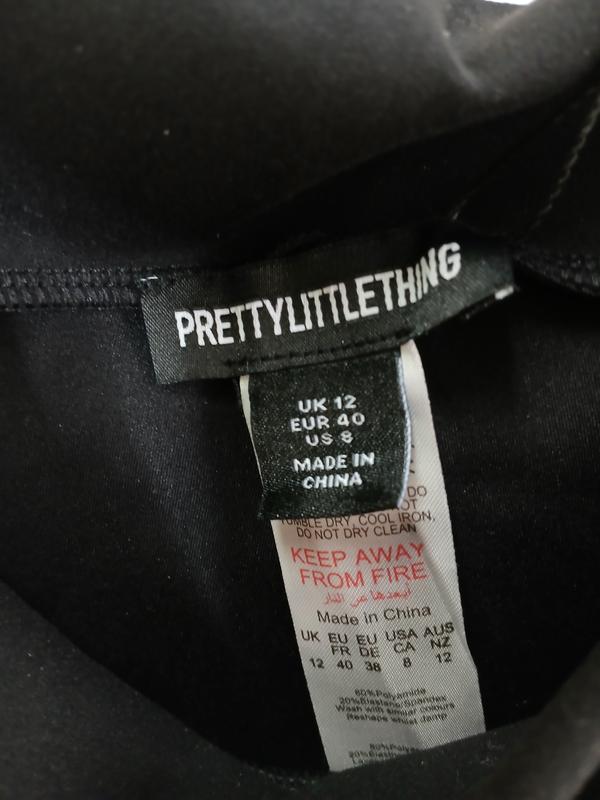 PRETTYLITTLETHING
UK 12
EUR 40
US 8
MADE IN
CHINA
DO
TUMBLE DRY, COOL IRON,
DO NOT DRY CLEAN
KEEP AWAY
FROM FIRE
ابعدها عن النار
Made in China
UK EU EU USA AUS
FR DE CA NZ
12 40 38 8 12
80%Polyamide
20%Elastane/Spandex
Wash with similar colours
Reshape whilst damp